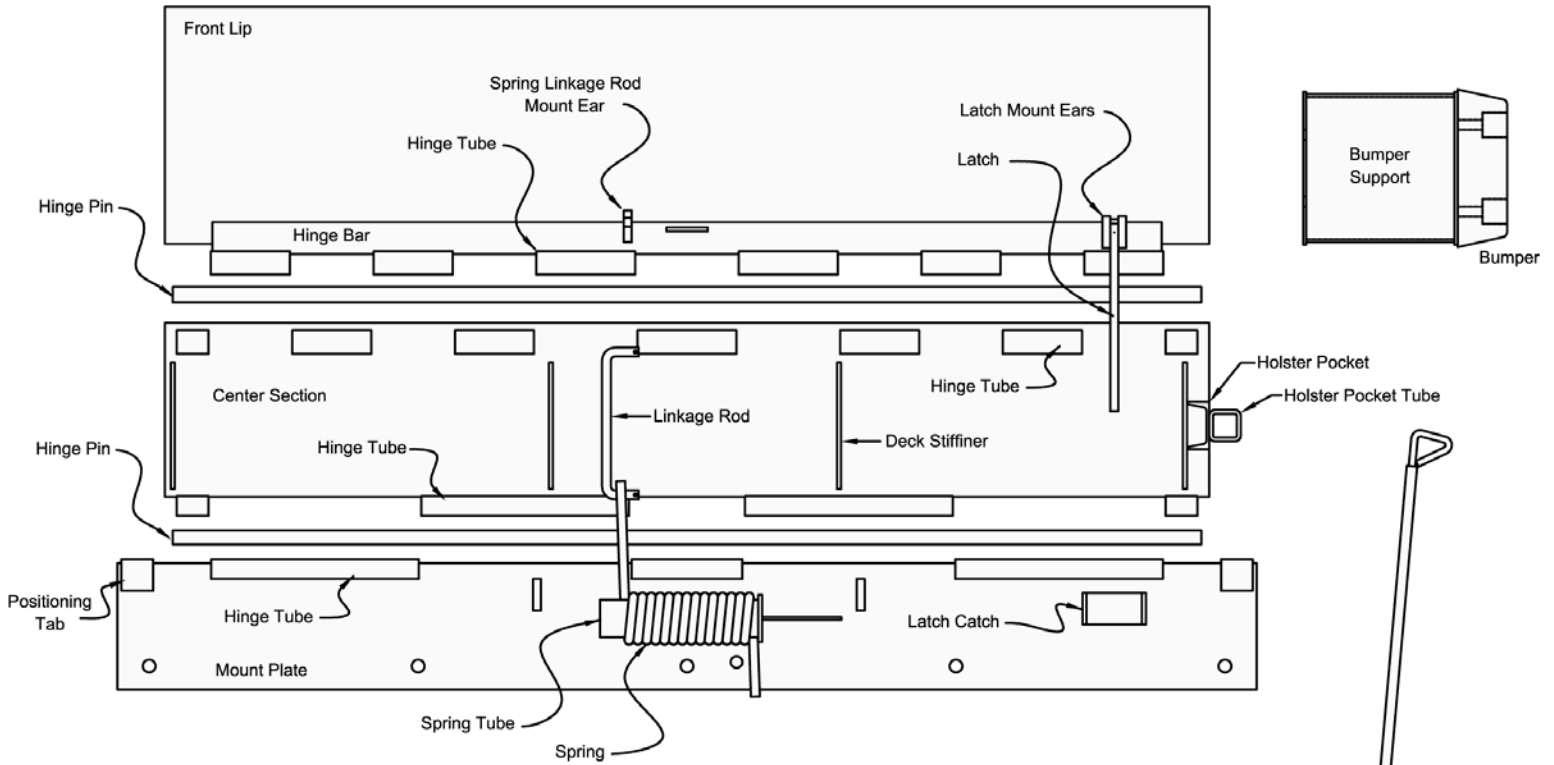 Front Lip
Spring Linkage Rod
Mount Ear
Latch Mount Ears
Hinge Tube
Latch
Bumper
Support
Hinge Pin
Hinge Bar
Bumper
Holster Pocket
Hinge Tube
Center Section
Holster Pocket Tube
Linkage Rod
Deck Stiffiner
Hinge Pin
Hinge Tube
Positioning
Tab
Hinge Tube
Latch Catch
Mount Plate
Spring Tube
Spring